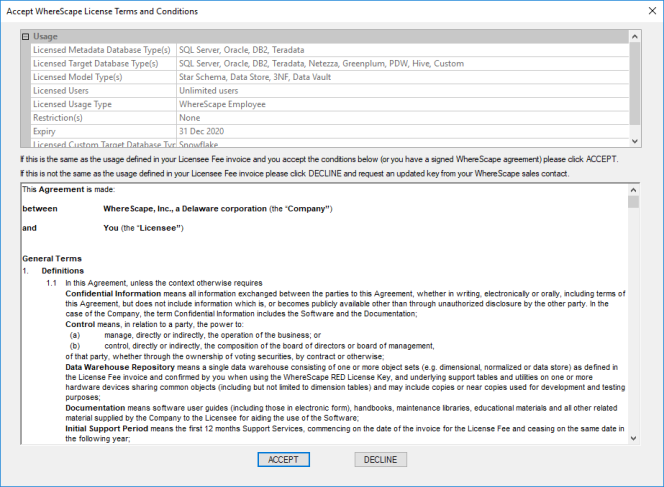 Accept WhereScape License Terms and Conditions
Usage
Licensed Metadata Database Type(s) SQL Server, Oracle, DB2, Teradata
Licensed Target Database Type(s) SQL Server, Oracle, DB2, Teradata, Netezza, Greenplum, PDW, Hive, Custom
Licensed Model Type(s) Star Schema, Data Store, 3NF, Data Vault
Licensed Users Unlimited users
Licensed Usage Type WhereScape Employee
Restriction(s) None
Expiry 31 Dec 2020
Licensed Custom Target Database Typ Snowflake
If this is the same as the usage defined in your Licensee Fee invoice and you accept the conditions below (or you have a signed WhereScape agreement) please click ACCEPT.
If this is not the same as the usage defined in your Licensee Fee invoice please click DECLINE and request an updated key from your WhereScape sales contact.
This Agreement is made:
between WhereScape, Inc., a Delaware corporation (the "Company")
and You (the "Licensee")
General Terms
1. Definitions
1.1 In this Agreement, unless the context otherwise requires
Confidential Information means all information exchanged between the parties to this Agreement, whether in writing, electronically or orally, including terms of
this Agreement, but does not include information which is, or becomes publicly available other than through unauthorized disclosure by the other party. In the
case of the Company, the term Confidential Information includes the Software and the Documentation;
Control means, in relation to a party, the power to:
(a) manage, directly or indirectly, the operation of the business; or
(b) control, directly or indirectly, the composition of the board of directors or board of management,
of that party, whether through the ownership of voting securities, by contract or otherwise;
Data Warehouse Repository means a single data warehouse consisting of one or more object sets (e.g. dimensional, normalized or data store) as defined in
the License Fee invoice and confirmed by you when using the WhereScape RED License Key, and underlying support tables and utilities on one or more
hardware devices sharing common objects (including but not limited to dimension tables) and may include copies or near copies used for development and testing
purposes;
Documentation means software user guides (including those in electronic form), handbooks, maintenance libraries, educational materials and all other related
material supplied by the Company to the Licensee for aiding the use of the Software;
Initial Support Period means the first 12 months Support Services, commencing on the date of the invoice for the License Fee and ceasing on the same date in
the following year;
ACCEPT DECLINE